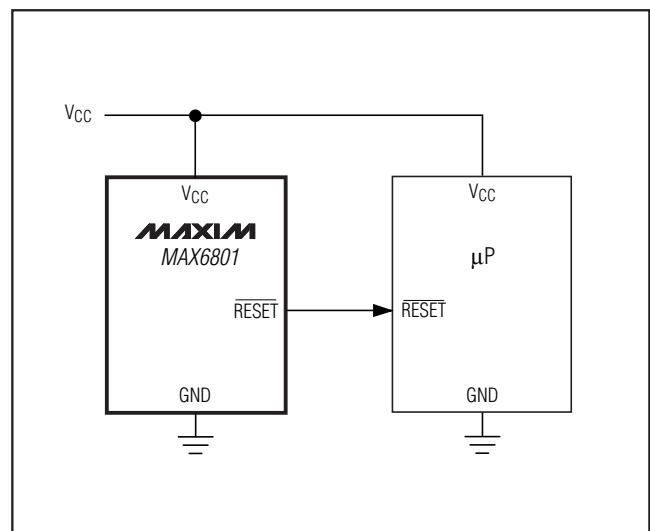 VCC
VCC
MAXIM
MAX6801
RESET
GND
VCC
μP
RESET
GND